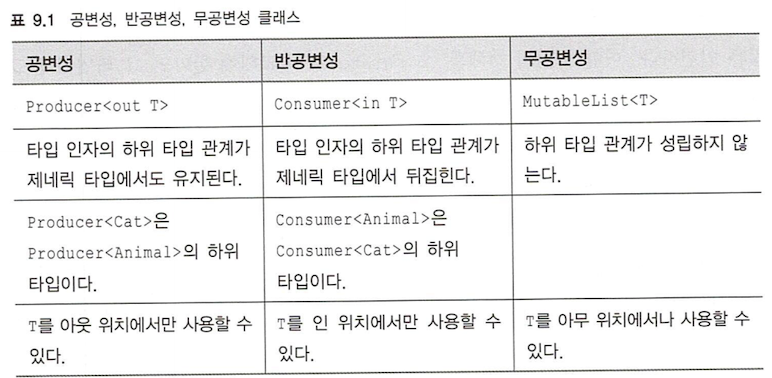 표 9.1 공변성, 반공변성, 무공변성 클래스
공변성 반공변성 무공변성
Producer<out T> Consumer<in T> MutableList<T>
타입 인자의 하위 타입 관계가 타입 인자의 하위 타입 관계가 하위 타입 관계가 성립하지 않
제네릭 타입에서도 유지된다. 제네릭 타입에서 뒤집힌다. 는다.
Producer<Cat>은 Consumer<Animal>은
Producer<Animal>의 하위 Consumer<Cat>의 하위
타입이다. 타입이다.
T를 아웃 위치에서만 사용할 수 T를 인 위치에서만 사용할 수 T를 아무 위치에서나 사용할 수
있다. 있다. 있다.